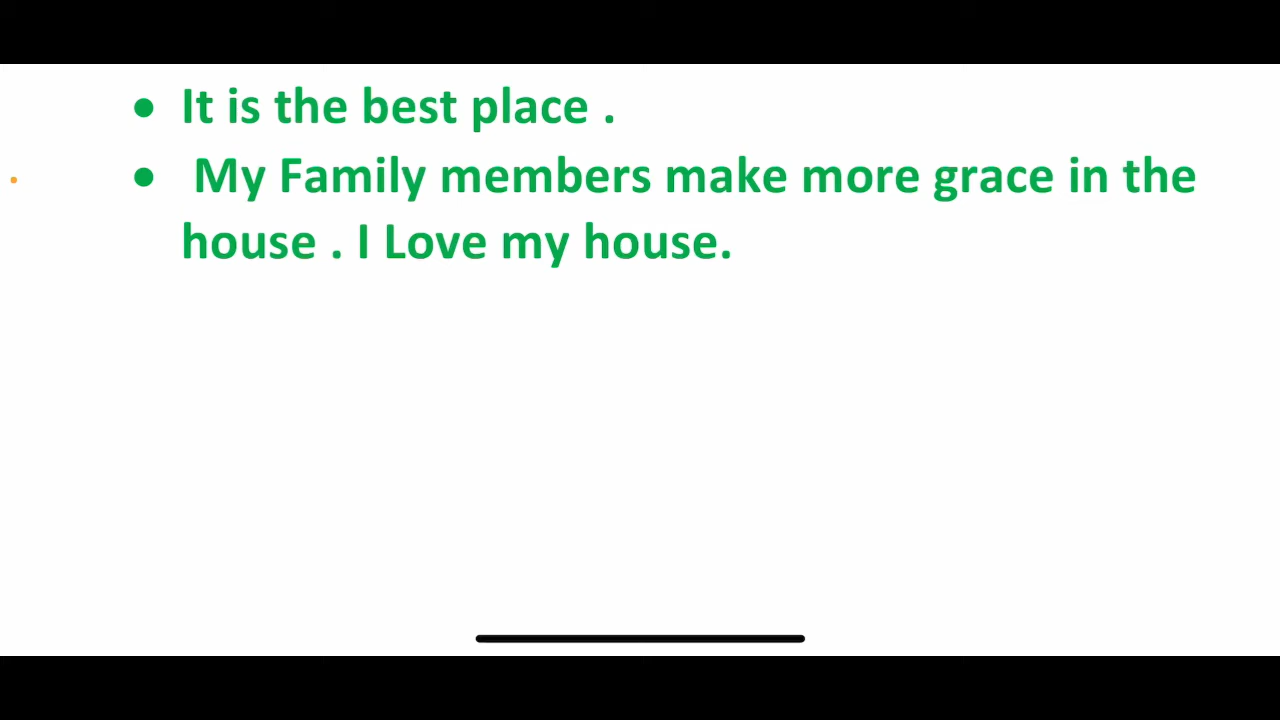 • It is the best place .
• My Family members make more grace in the
house . I Love my house.